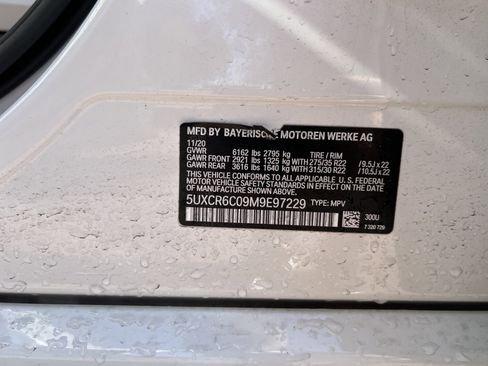 MFD BY BAYERISCHE MOTOREN WERKE AG
11/20
GVWR 6162 lbs 2795 kg TIRE / RIM
GAWR FRONT 2921 lbs 1325 kg WITH 275/35 R22 / 9.5J x 22
GAWR REAR 3616 lbs 1640 kg WITH 315/30 R22 / 10.5J x 22
THIS VEHICLE CONFORMS TO ALL APPLICABLE U.S. FEDERAL
MOTOR VEHICLE SAFETY STANDARDS IN EFFECT
ON THE DATE OF MANUFACTURE SHOWN ABOVE.
5UXCR6C09M9E97229 TYPE: MPV 300U
7 320 729